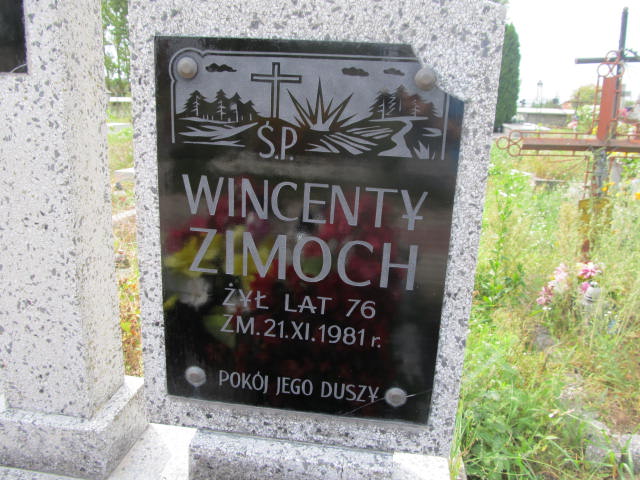 Ś.P.
WINCENTY
ZIMOCH
ŻYŁ LAT 76
ZM. 21.XI.1981 r.
POKÓJ JEGO DUSZY